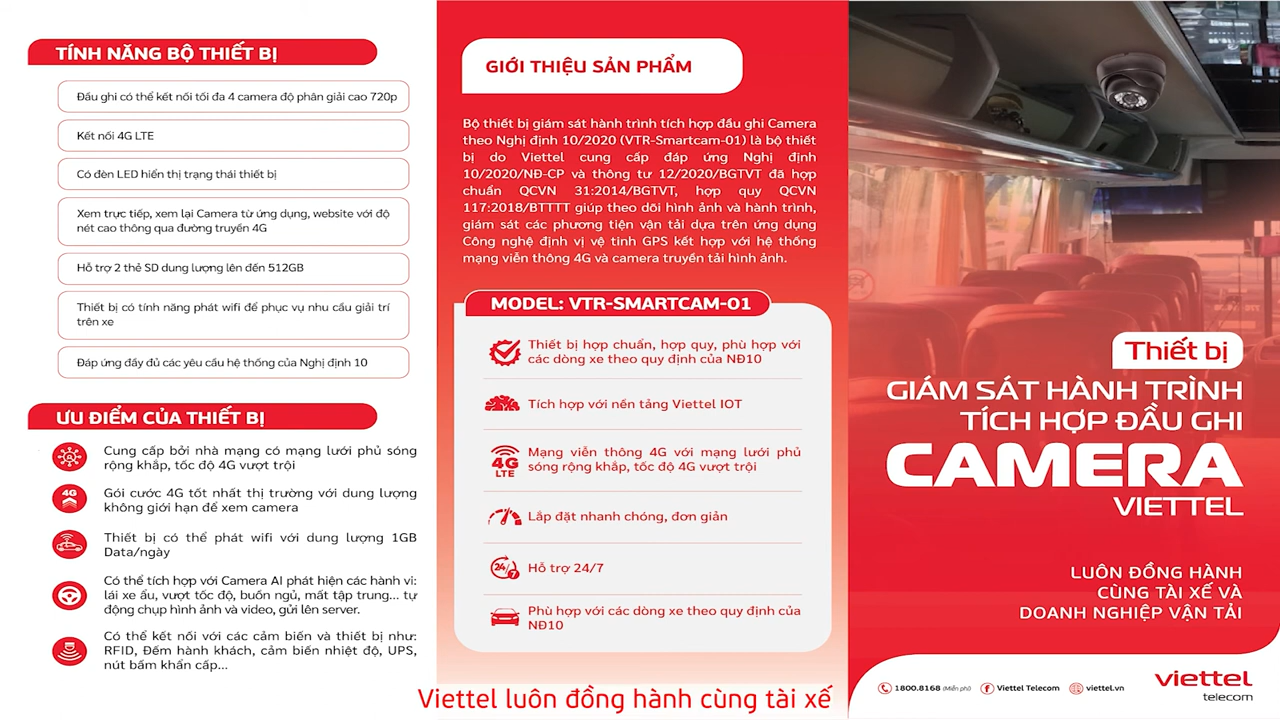 TÍNH NĂNG BỘ THIẾT BỊ
Đầu ghi có thể kết nối tối đa 4 camera độ phân giải cao 720p
Kết nối 4G LTE
Có đèn LED hiển thị trạng thái thiết bị
Xem trực tiếp, xem lại Camera từ ứng dụng, website với độ
nét cao thông qua đường truyền 4G
Hỗ trợ 2 thẻ SD dung lượng lên đến 512GB
Thiết bị có tính năng phát wifi để phục vụ nhu cầu giải trí
trên xe
Đáp ứng đầy đủ các yêu cầu hệ thống của Nghị định 10
ƯU ĐIỂM CỦA THIẾT BỊ
Cung cấp bởi nhà mạng có mạng lưới phủ sóng
rộng khắp, tốc độ 4G vượt trội
4G
Gói cước 4G tốt nhất thị trường với dung lượng
không giới hạn để xem camera
Thiết bị có thể phát wifi với dung lượng 1GB
Data/ngày
Có thể tích hợp với Camera AI phát hiện các hành vi:
lái xe ẩu, vượt tốc độ, buồn ngủ, mất tập trung... tự
động chụp hình ảnh và video, gửi lên server.
Có thể kết nối với các cảm biến và thiết bị như:
RFID, Đếm hành khách, cảm biến nhiệt độ, UPS,
nút bấm khẩn cấp...
GIỚI THIỆU SẢN PHẨM
Bộ thiết bị giám sát hành trình tích hợp đầu ghi Camera
theo Nghị định 10/2020 (VTR-Smartcam-01) là bộ thiết
bị do Viettel cung cấp đáp ứng Nghị định
10/2020/NĐ-CP và thông tư 12/2020/BGTVT đã hợp
chuẩn QCVN 31:2014/BGTVT, hợp quy QCVN
117:2018/BTTTT giúp theo dõi hình ảnh và hành trình,
giám sát các phương tiện vận tải dựa trên ứng dụng
Công nghệ định vị vệ tinh GPS kết hợp với hệ thống
mạng viễn thông 4G và camera truyền tải hình ảnh.
MODEL: VTR-SMARTCAM-01
Thiết bị hợp chuẩn, hợp quy, phù hợp với
các dòng xe theo quy định của NĐ10
Tích hợp với nền tảng Viettel IOT
4G
LTE
Mạng viễn thông 4G với mạng lưới phủ
sóng rộng khắp, tốc độ 4G vượt trội
Lắp đặt nhanh chóng, đơn giản
24/7
Hỗ trợ 24/7
Phù hợp với các dòng xe theo quy định của
NĐ10
Viettel luôn đồng hành cùng tài xế
Thiết bị
GIÁM SÁT HÀNH TRÌNH
TÍCH HỢP ĐẦU GHI
CAMERA
VIETTEL
LUÔN ĐỒNG HÀNH
CÙNG TÀI XẾ VÀ
DOANH NGHIỆP VẬN TẢI
1800.8168 (Miễn phí) Viettel Telecom viettel.vn
viettel
telecom